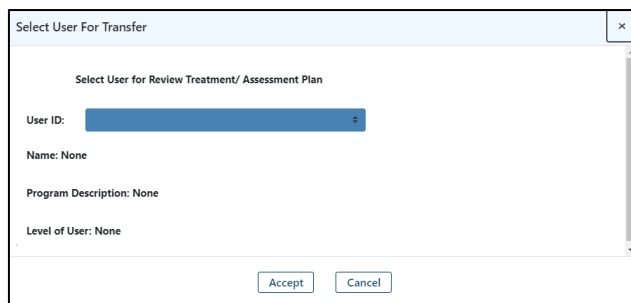 Select User For Transfer
×
Select User for Review Treatment/ Assessment Plan
User ID:
Name: None
Program Description: None
Level of User: None
Accept Cancel